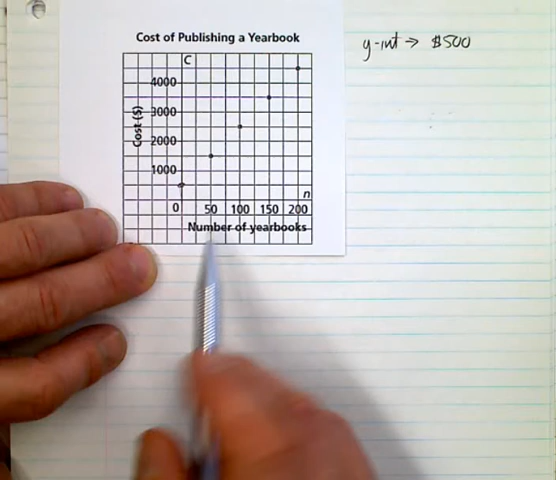 Cost of Publishing a Yearbook
y-int → $500
C
4000
3000
Cost ($)
2000
1000
n
0 50 100 150 200
Number of yearbooks